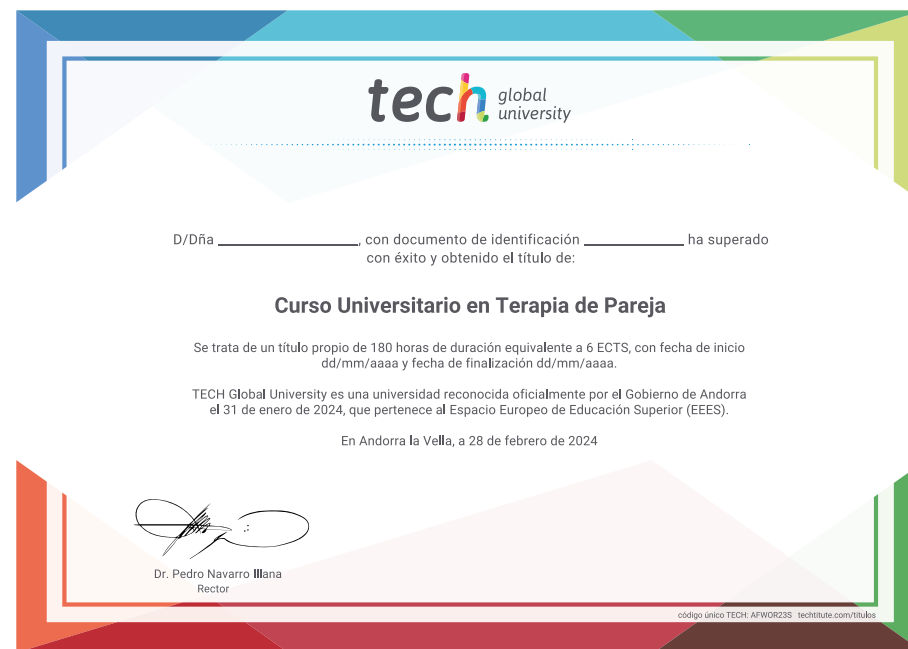 tech global university
D/Dña ____________, con documento de identificación ____________ ha superado
con éxito y obtenido el título de:
Curso Universitario en Terapia de Pareja
Se trata de un título propio de 180 horas de duración equivalente a 6 ECTS, con fecha de inicio
dd/mm/aaaa y fecha de finalización dd/mm/aaaa.
TECH Global University es una universidad reconocida oficialmente por el Gobierno de Andorra
el 31 de enero de 2024, que pertenece al Espacio Europeo de Educación Superior (EEES).
En Andorra la Vella, a 28 de febrero de 2024
Dr. Pedro Navarro Illana
Rector
código único TECH: AFWOR23S techtitute.com/titulos